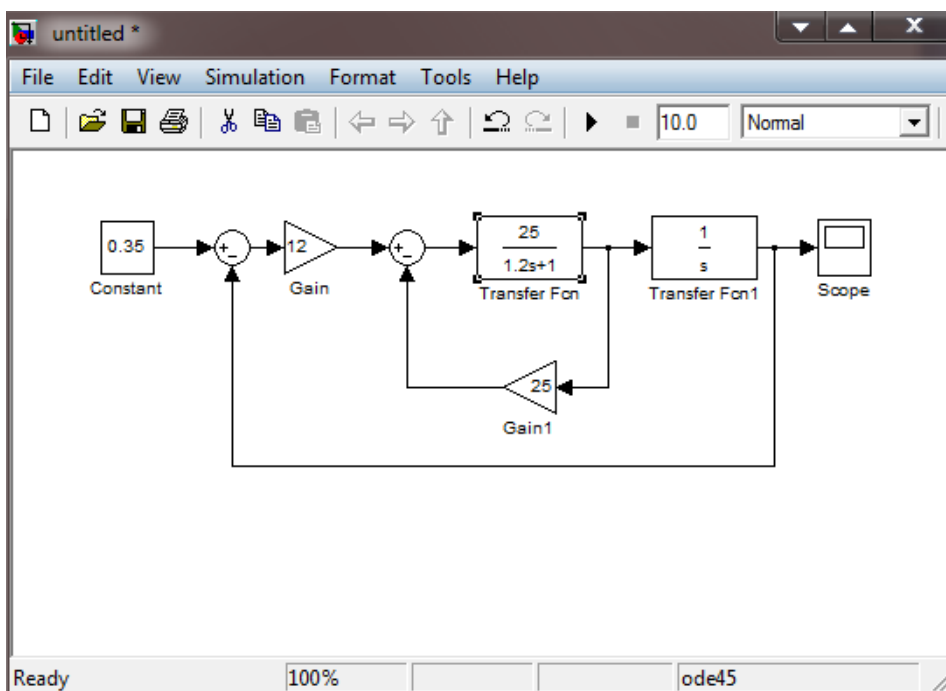 untitled *
File Edit View Simulation Format Tools Help
10.0 Normal
0.35
Constant
12
Gain
25
1.2s+1
Transfer Fcn
1
s
Transfer Fcn1
Scope
25
Gain1
Ready 100% ode45